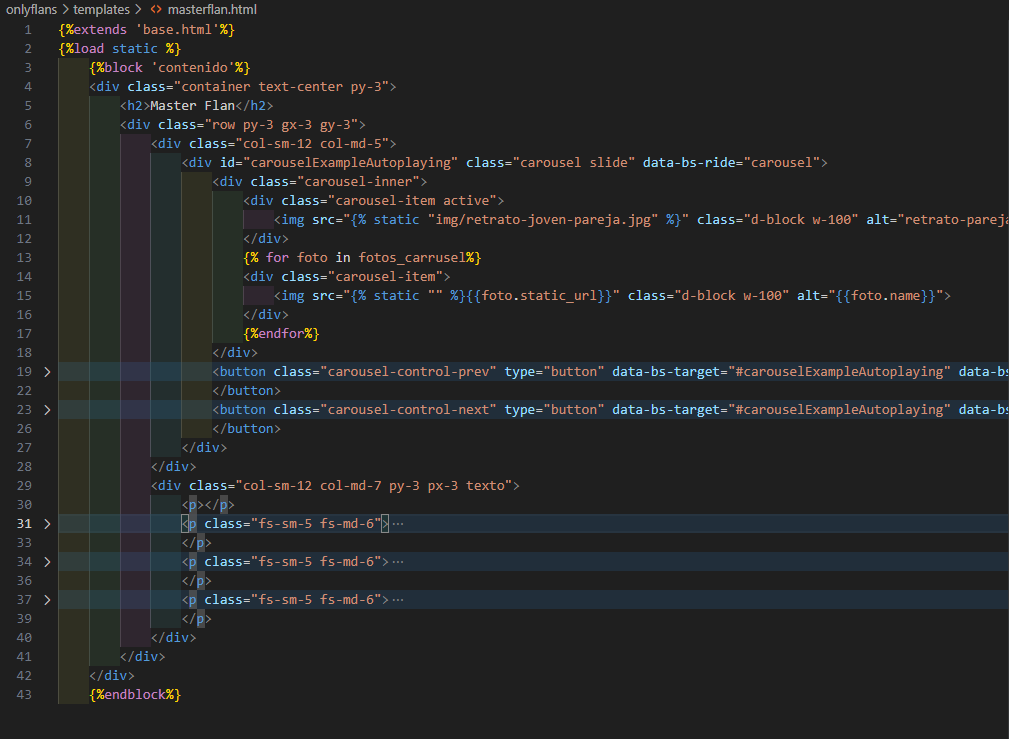 onlyflans > templates > <> masterflan.html
1 {%extends 'base.html'%}
2 {%load static %}
3 {%block 'contenido'%}
4 <div class="container text-center py-3">
5 <h2>Master Flan</h2>
6 <div class="row py-3 gx-3 gy-3">
7 <div class="col-sm-12 col-md-5">
8 <div id="carouselExampleAutoplaying" class="carousel slide" data-bs-ride="carousel">
9 <div class="carousel-inner">
10 <div class="carousel-item active">
11 <img src="{% static "img/retrato-joven-pareja.jpg" %}" class="d-block w-100" alt="retrato-pareja
12 </div>
13 {% for foto in fotos_carrusel%}
14 <div class="carousel-item">
15 <img src="{% static "" %}{{foto.static_url}}" class="d-block w-100" alt="{{foto.name}}">
16 </div>
17 {%endfor%}
18 </div>
19 > <button class="carousel-control-prev" type="button" data-bs-target="#carouselExampleAutoplaying" data-bs
22 </button>
23 > <button class="carousel-control-next" type="button" data-bs-target="#carouselExampleAutoplaying" data-bs
26 </button>
27 </div>
28 </div>
29 <div class="col-sm-12 col-md-7 py-3 px-3 texto">
30 <p></p>
31 > <p class="fs-sm-5 fs-md-6">···
33 </p>
34 > <p class="fs-sm-5 fs-md-6">···
36 </p>
37 > <p class="fs-sm-5 fs-md-6">···
39 </p>
40 </div>
41 </div>
42 </div>
43 {%endblock%}